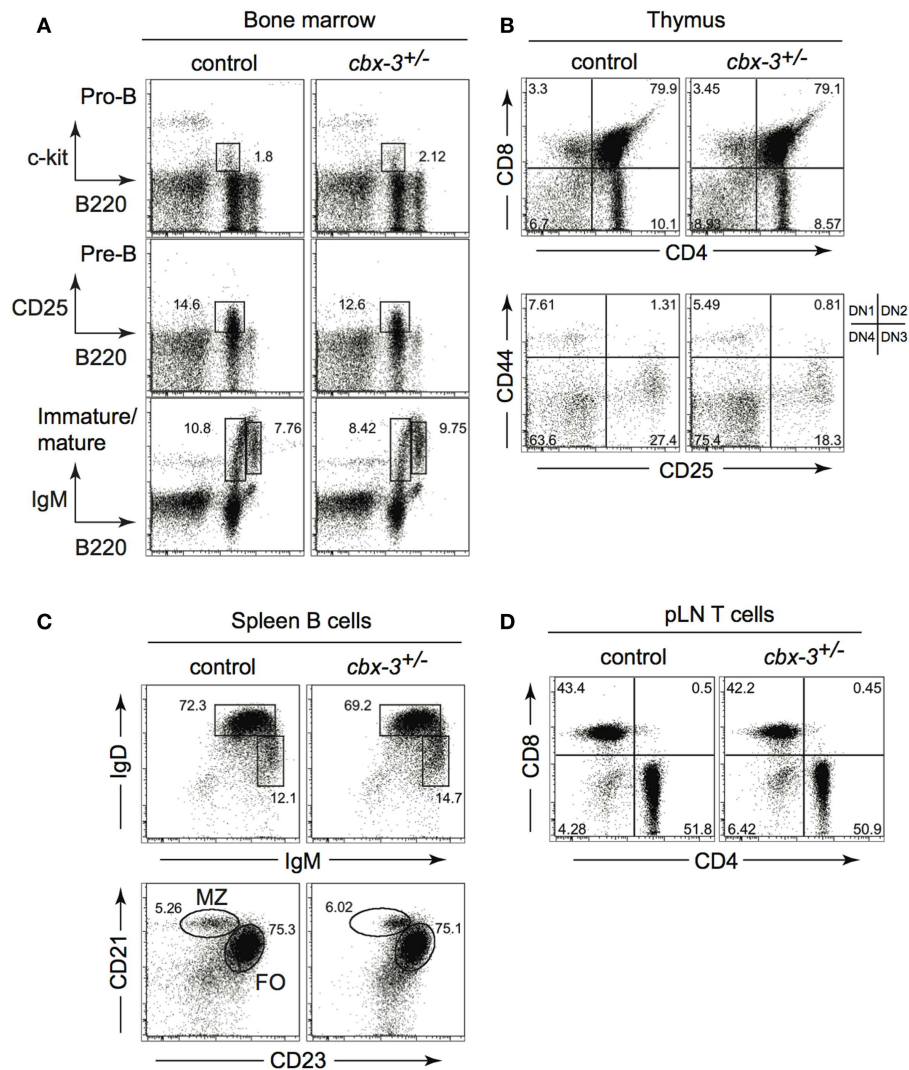 A
Bone marrow
control cbx-3+/-
Pro-B
c-kit
B220
1.8
2.12
Pre-B
CD25
B220
14.6
12.6
Immature/
mature
IgM
B220
10.8 7.76
8.42 9.75
B
Thymus
control cbx-3+/-
CD8
3.3 79.9
6.7 10.1
3.45 79.1
8.93 8.57
CD4
CD44
7.61 1.31
63.6 27.4
5.49 0.81
75.4 18.3
CD25
DN1 DN2
DN4 DN3
C
Spleen B cells
control cbx-3+/-
IgD
72.3
12.1
69.2
14.7
IgM
CD21
MZ
5.26
75.3
FO
6.02
75.1
CD23
D
pLN T cells
control cbx-3+/-
CD8
43.4 0.5
4.28 51.8
42.2 0.45
6.42 50.9
CD4